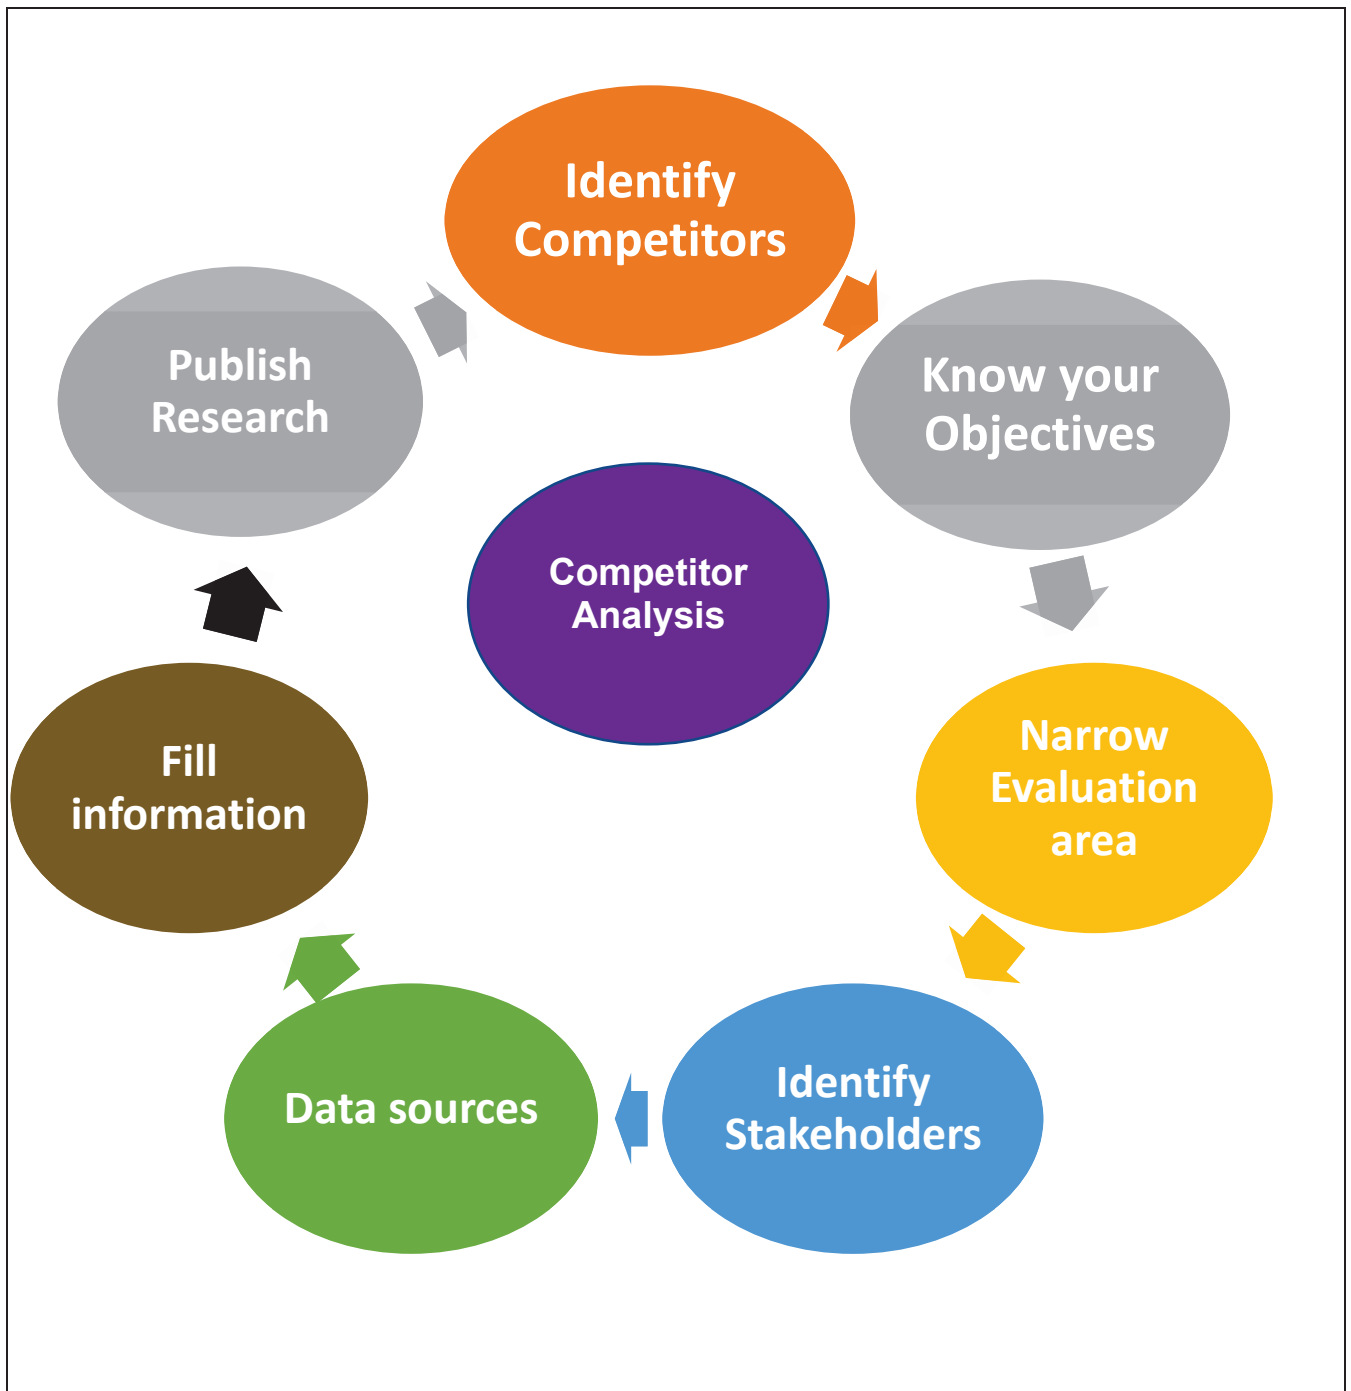 Identify
Competitors
Know your
Objectives
Narrow
Evaluation
area
Identify
Stakeholders
Data sources
Fill
information
Publish
Research
Competitor
Analysis